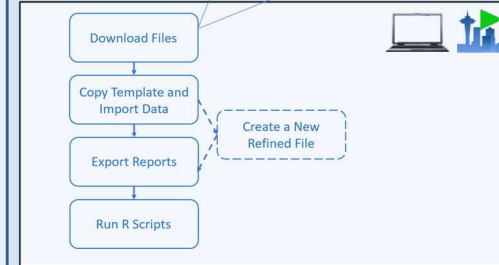 Download Files
Copy Template and
Import Data
Create a New
Refined File
Export Reports
Run R Scripts